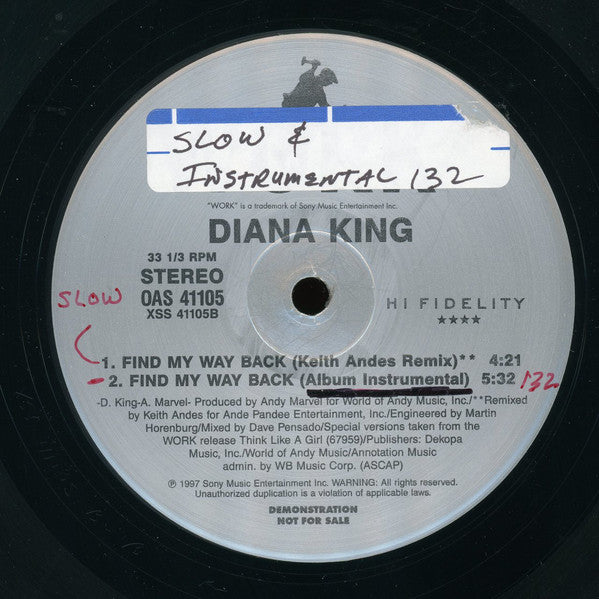 SLOW &
INSTRUMENTAL 132
"WORK" is a trademark of Sony Music Entertainment Inc.
DIANA KING
33 1/3 RPM
STEREO
SLOW OAS 41105 HI FIDELITY
XSS 41105B ★★★★
1. FIND MY WAY BACK (Keith Andes Remix)** 4:21
2. FIND MY WAY BACK (Album Instrumental) 5:32 132
-D. King-A. Marvel- Produced by Andy Marvel for World of Andy Music, Inc./**Remixed
by Keith Andes for Ande Pandee Entertainment, Inc./Engineered by Martin
Horenburg/Mixed by Dave Pensado/Special versions taken from the
WORK release Think Like A Girl (67959)/Publishers: Dekopa
Music, Inc./World of Andy Music/Annotation Music
admin. by WB Music Corp. (ASCAP)
℗ 1997 Sony Music Entertainment Inc. WARNING: All rights reserved.
Unauthorized duplication is a violation of applicable laws.
DEMONSTRATION
NOT FOR SALE